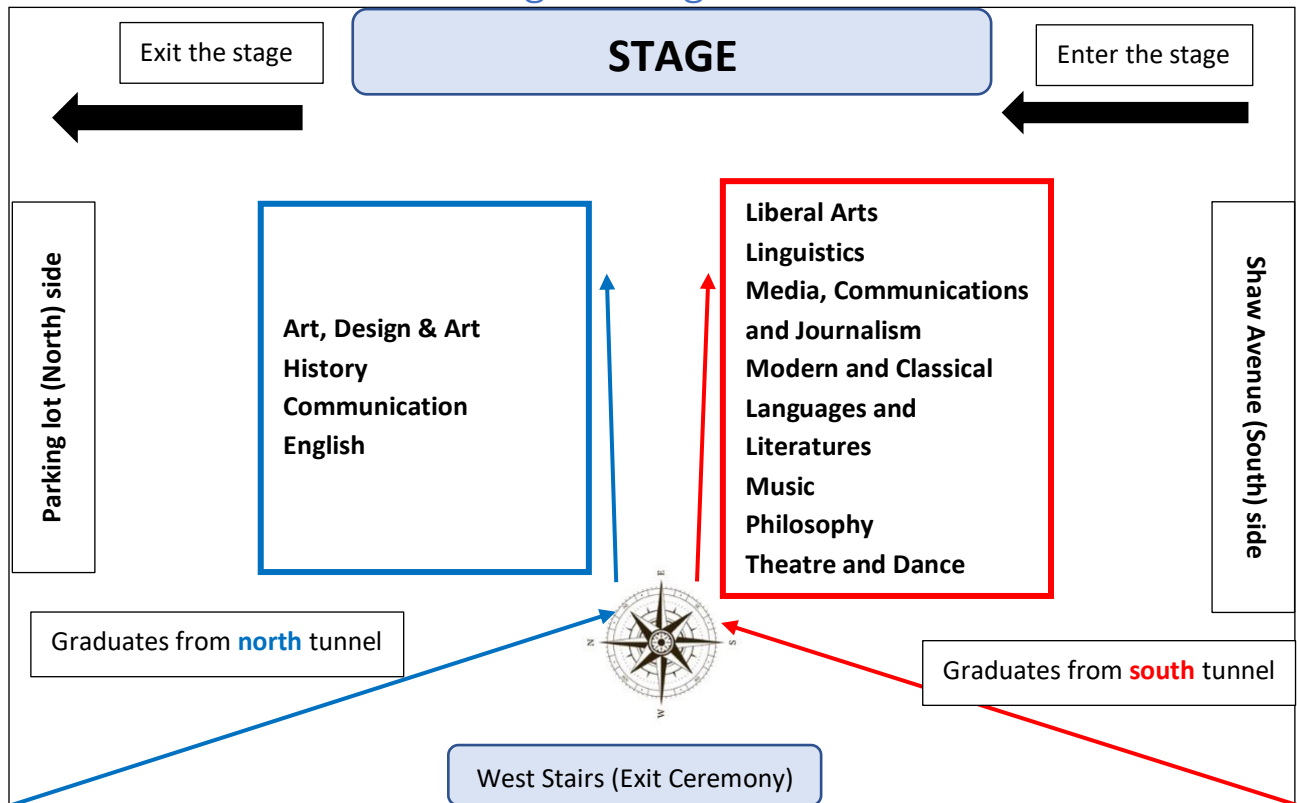 STAGE
Exit the stage
Enter the stage
Parking lot (North) side
Art, Design & Art
History
Communication
English
Liberal Arts
Linguistics
Media, Communications
and Journalism
Modern and Classical
Languages and
Literatures
Music
Philosophy
Theatre and Dance
Shaw Avenue (South) side
E
N
S
W
Graduates from north tunnel
Graduates from south tunnel
West Stairs (Exit Ceremony)